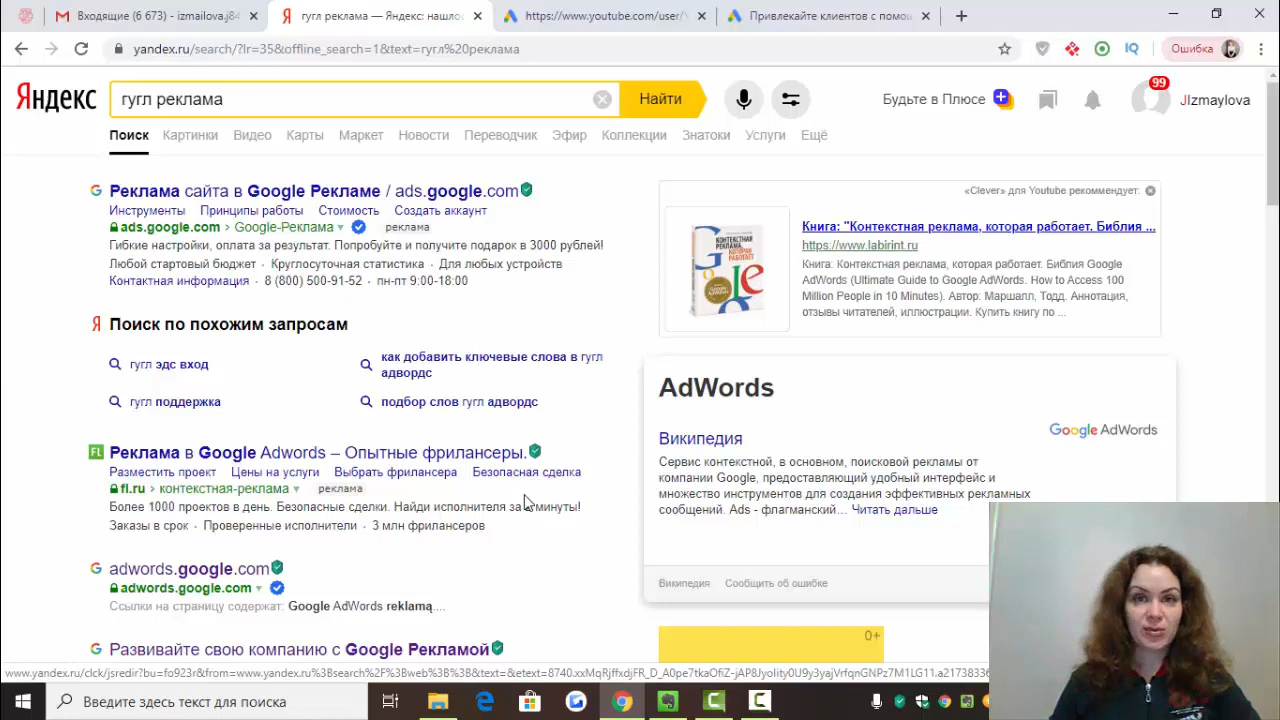 Входящие (6 673) - izmailova.j84
гугл реклама — Яндекс: нашлос
https://www.youtube.com/user/
Привлекайте клиентов с помо
yandex.ru/search/?lr=35&offline_search=1&text=гугл%20реклама
IQ
Ошибка
Яндекс
гугл реклама
Найти
Будьте в Плюсе
99
JIzmaylova
Поиск Картинки Видео Карты Маркет Новости Переводчик Эфир Коллекции Знатоки Услуги Ещё
Реклама сайта в Google Рекламе / ads.google.com
Инструменты Принципы работы Стоимость Создать аккаунт
ads.google.com › Google-Реклама реклама
Гибкие настройки, оплата за результат. Попробуйте и получите подарок в 3000 рублей!
Любой стартовый бюджет · Круглосуточная статистика · Для любых устройств
Контактная информация · 8 (800) 500-91-52 · пн-пт 9:00-18:00
Я Поиск по похожим запросам
гугл эдс вход
как добавить ключевые слова в гугл
адвордс
гугл поддержка
подбор слов гугл адвордс
FL Реклама в Google Adwords – Опытные фрилансеры.
Разместить проект Цены на услуги Выбрать фрилансера Безопасная сделка
fl.ru › контекстная-реклама реклама
Более 1000 проектов в день. Безопасные сделки. Найди исполнителя за минуты!
Заказы в срок · Проверенные исполнители · 3 млн фрилансеров
adwords.google.com
adwords.google.com
Ссылки на страницу содержат: Google AdWords reklamą....
Развивайте свою компанию с Google Рекламой
«Clever» для Youtube рекоммендует:
КОНТЕКСТНАЯ
РЕКЛАМА,
Книга: "Контекстная реклама, которая работает. Библия ...
https://www.labirint.ru
Книга: Контекстная реклама, которая работает. Библия Google
AdWords (Ultimate Guide to Google AdWords. How to Access 100
Million People in 10 Minutes). Автор: Маршалл, Тодд. Аннотация,
отзывы читателей, иллюстрации. Купить книгу по ...
AdWords
Википедия
Google AdWords
Сервис контекстной, в основном, поисковой рекламы от
компании Google, предоставляющий удобный интерфейс и
множество инструментов для создания эффективных рекламных
сообщений. Ads - флагманский... Читать дальше
Википедия Сообщить об ошибке
0+
Введите здесь текст для поиска